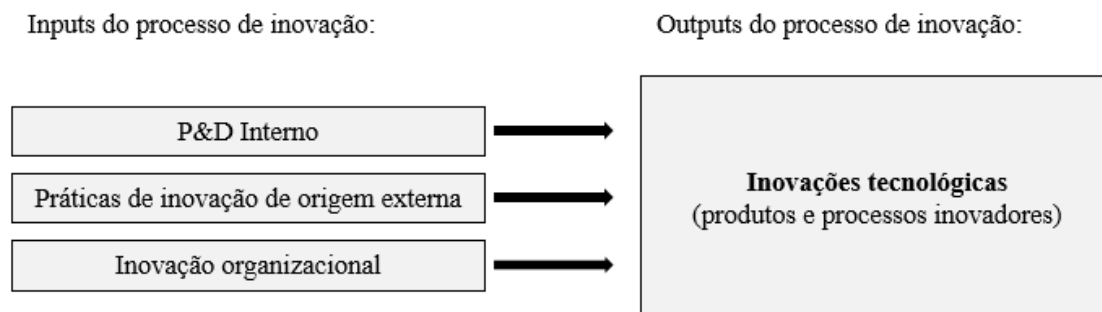 Inputs do processo de inovação:
Outputs do processo de inovação:
P&D Interno
Práticas de inovação de origem externa
Inovação organizacional
Inovações tecnológicas
(produtos e processos inovadores)